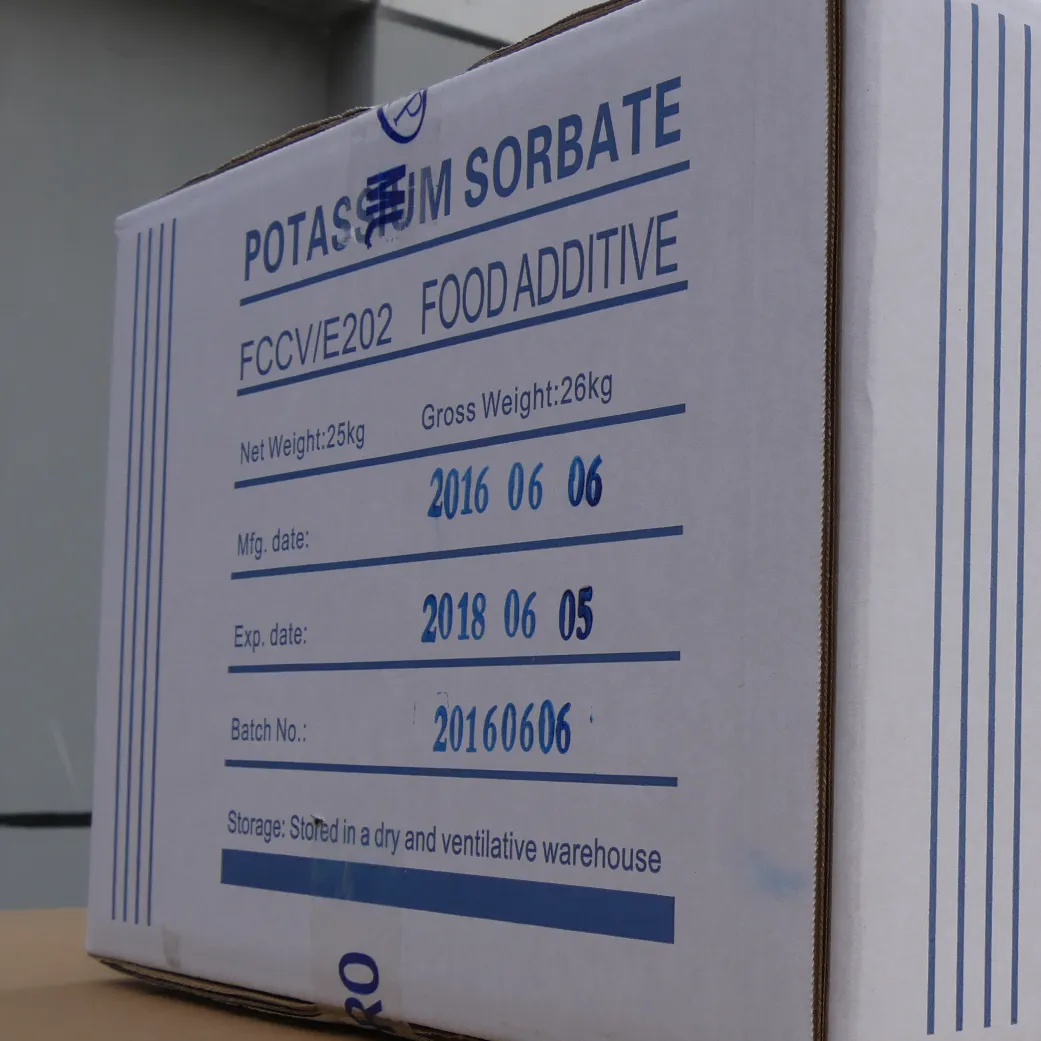 POTASSIUM SORBATE
FCCV/E202 FOOD ADDITIVE
Net Weight:25kg Gross Weight:26kg
Mfg. date: 2016 06 06
Exp. date: 2018 06 05
Batch No.: 20160606
Storage: Stored in a dry and ventilative warehouse
RO